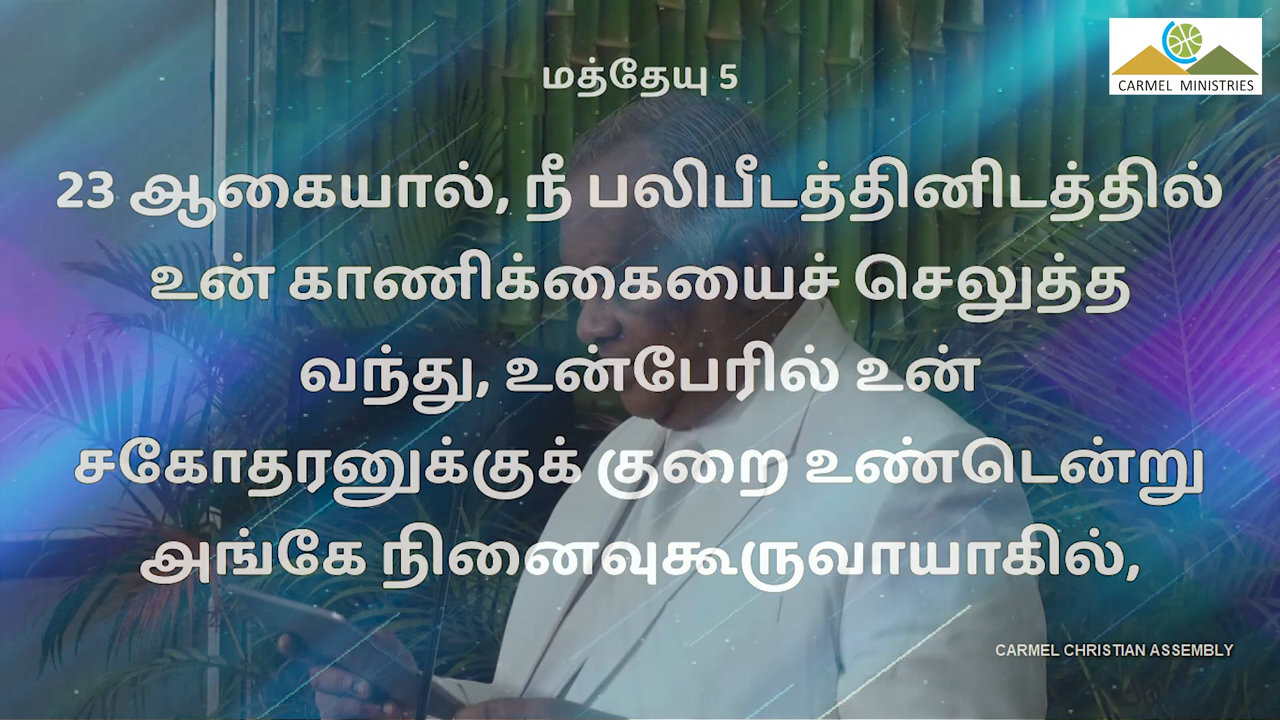 மத்தேயு 5
CARMEL MINISTRIES
23 ஆகையால், நீ பலிபீடத்தினிடத்தில்
உன் காணிக்கையைச் செலுத்த
வந்து, உன்பேரில் உன்
சகோதரனுக்குக் குறை உண்டென்று
அங்கே நினைவுகூருவாயாகில்,
CARMEL CHRISTIAN ASSEMBLY